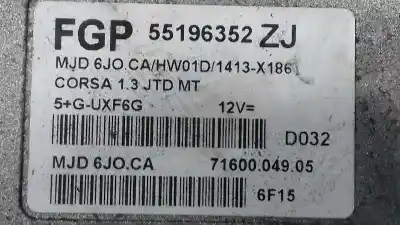 FGP 55196352 ZJ
MJD 6JO.CA/HW01D/1413-X1861
CORSA 1.3 JTD MT
5+G-UXF6G 12V=
D032
MJD 6JO.CA 71600.049.05
6F15